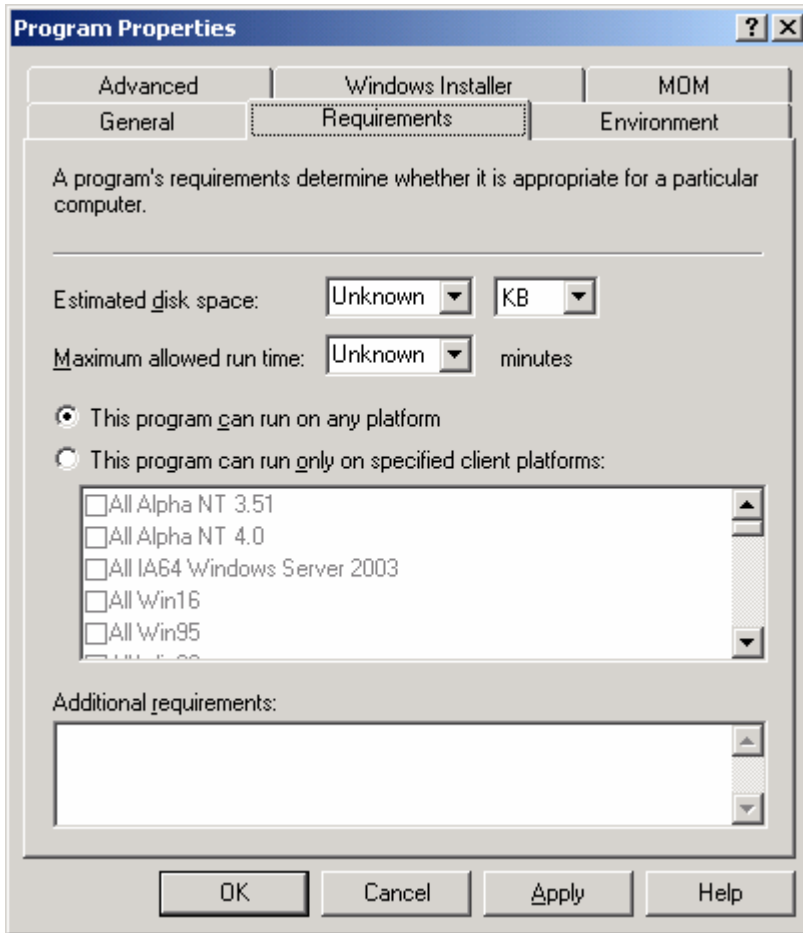 Program Properties
Advanced
Windows Installer
MOM
General
Requirements
Environment
A program's requirements determine whether it is appropriate for a particular
computer.
Estimated disk space:
Unknown
KB
Maximum allowed run time:
Unknown
minutes
This program can run on any platform
This program can run only on specified client platforms:
All Alpha NT 3.51
All Alpha NT 4.0
All IA64 Windows Server 2003
All Win16
All Win95
Additional requirements:
OK
Cancel
Apply
Help